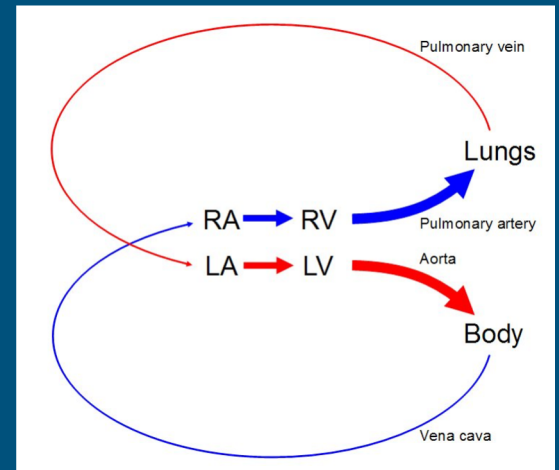 Pulmonary vein
Lungs
RA RV
Pulmonary artery
LA LV
Aorta
Body
Vena cava